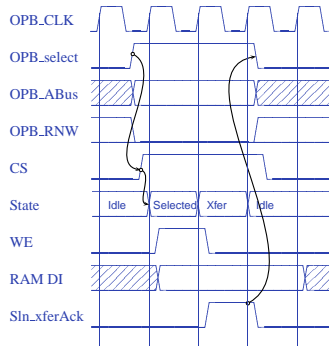 OPB_CLK
OPB_select
OPB_ABus
OPB_RNW
CS
State Idle Selected Xfer Idle
WE
RAM DI
Sln_xferAck